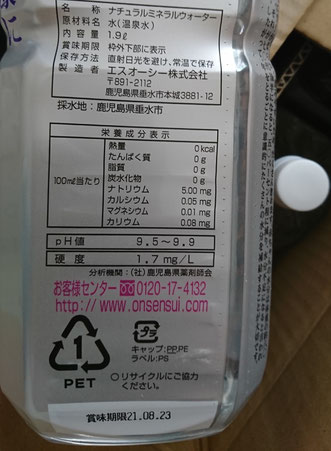 名称 ナチュラルミネラルウォーター
原材料名 水(温泉水)
内容量 1.9ℓ
賞味期限 枠外下部に表示
保存方法 直射日光を避け、常温で保存
製造者 エスオーシー株式会社
〒891-2112
鹿児島県垂水市本城3881-12
採水地:鹿児島県垂水市
栄養成分表示
100mℓ当たり
熱量 0kcal
たんぱく質 0g
脂質 0g
炭水化物 0g
ナトリウム 5.00mg
カルシウム 0.05mg
マグネシウム 0.01mg
カリウム 0.08mg
pH値 9.5~9.9
硬度 1.7mg/L
分析機関:(社)鹿児島県薬剤師会
お客様センター 0120-17-4132
http://www.onsensui.com
1
PET
プラ
キャップ:PP,PE
ラベル:PS
○リサイクルにご協力
ください。
賞味期限21.08.23